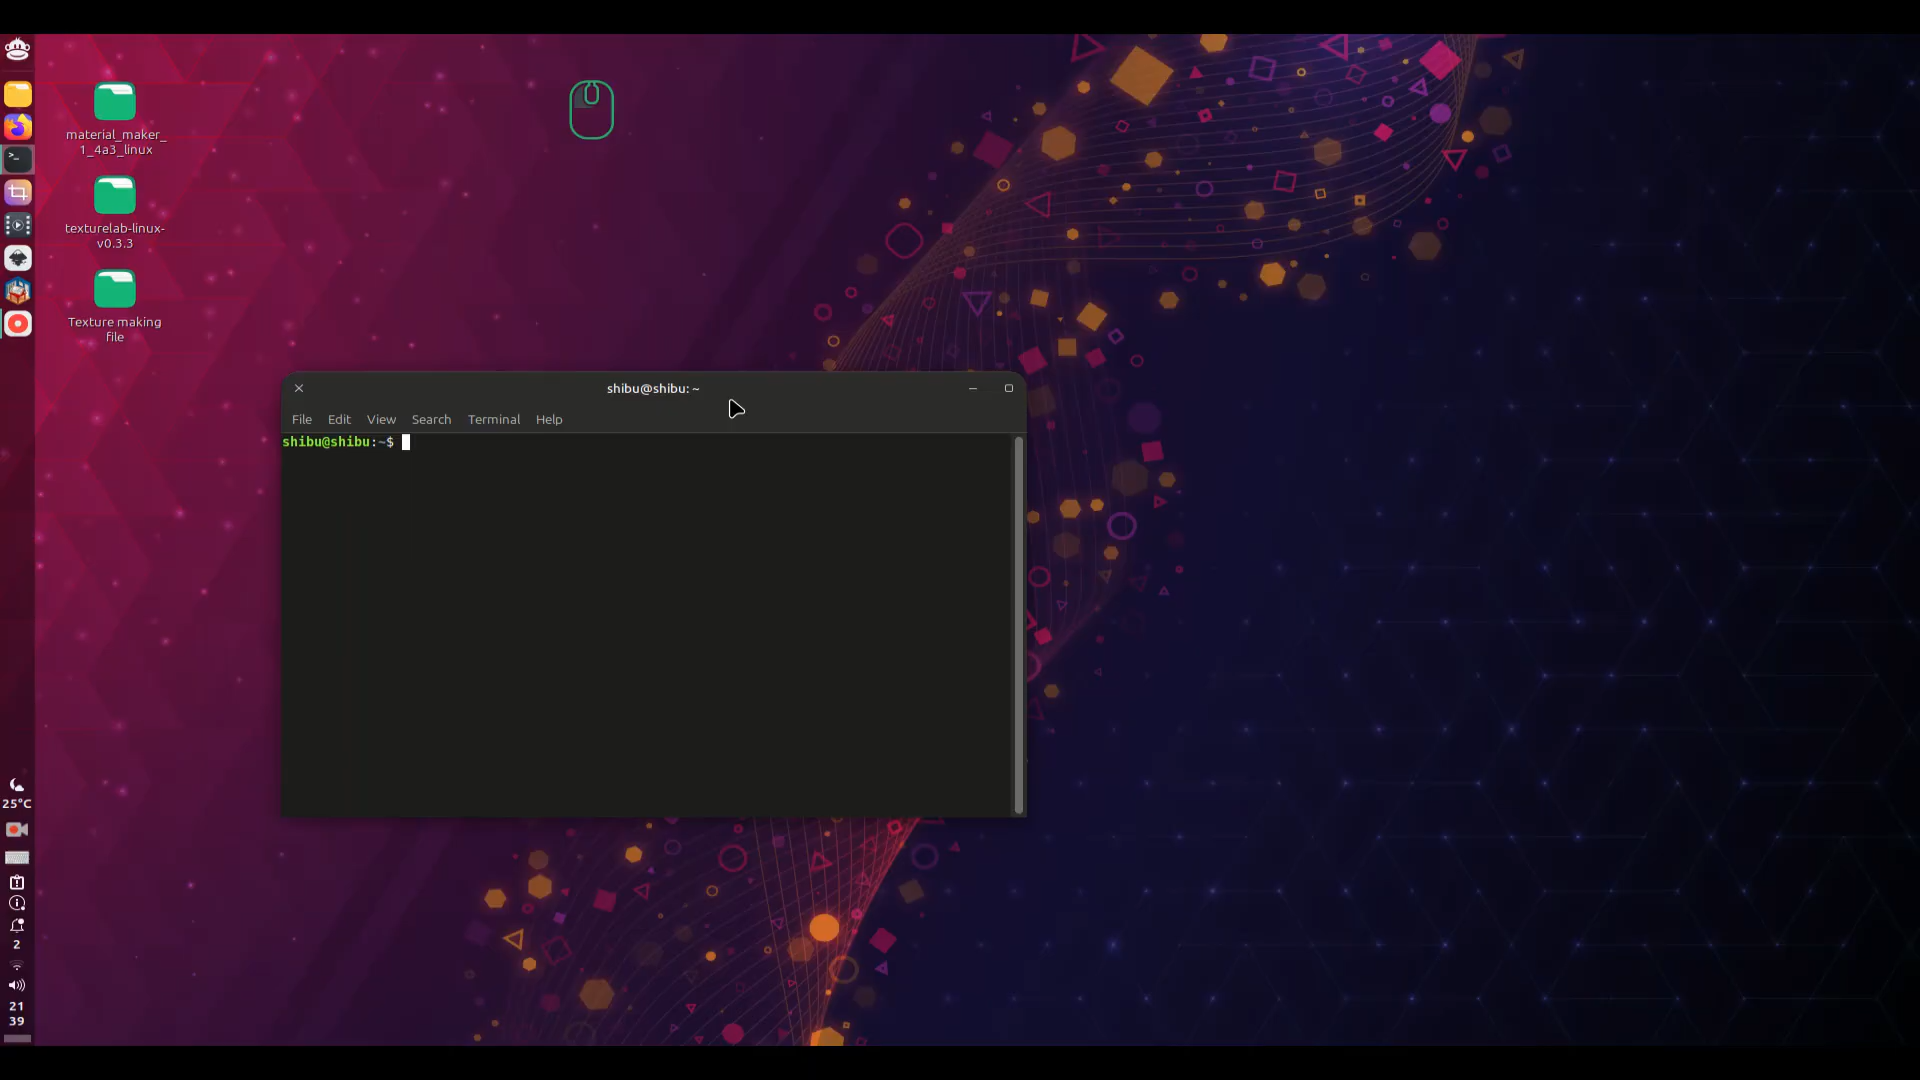 material_maker_
1_4a3_linux
texturelab-linux-
v0.3.3
Texture making
file
shibu@shibu: ~
File Edit View Search Terminal Help
shibu@shibu:~$
25°C
2
21
39